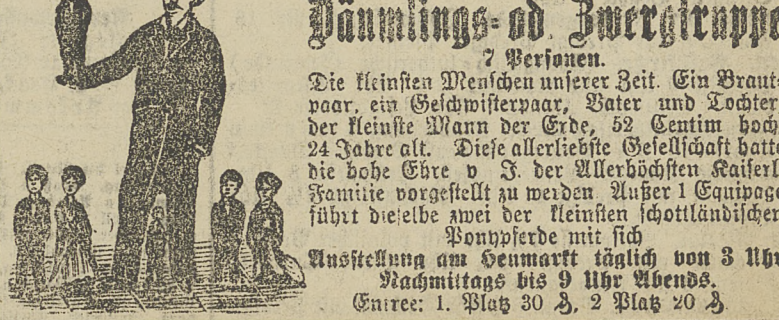 Däumlings- od. Zwergtruppe
7 Personen.
Die kleinsten Menschen unserer Zeit. Ein Braut-
paar, ein Geschwisterpaar, Vater und Tochter
der kleinste Mann der Erde, 52 Centim hoch
24 Jahre alt. Diese allerliebste Gesellschaft hatte
die hohe Ehre v J. der Allerhöchsten Kaiserl
Familie vorgestellt zu werden Außer 1 Equipage
führt dieselbe zwei der kleinsten schottländischen
Ponypferde mit sich
Ausstellung am Heumarkt täglich von 3 Uhr
Nachmittags bis 9 Uhr Abends.
Entree: 1. Platz 30 ₰, 2 Platz 20 ₰